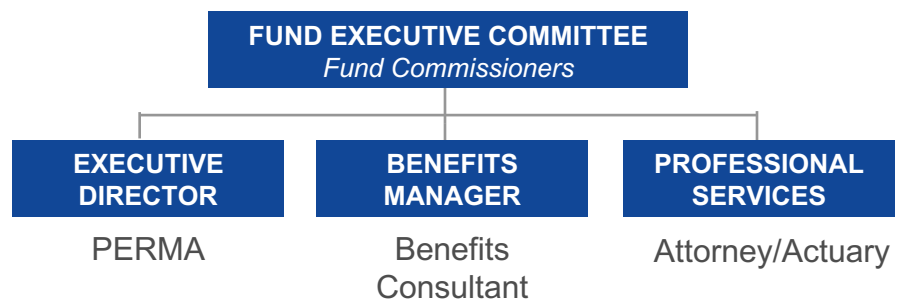 FUND EXECUTIVE COMMITTEE
Fund Commissioners
EXECUTIVE
DIRECTOR
PERMA
BENEFITS
MANAGER
Benefits
Consultant
PROFESSIONAL
SERVICES
Attorney/Actuary